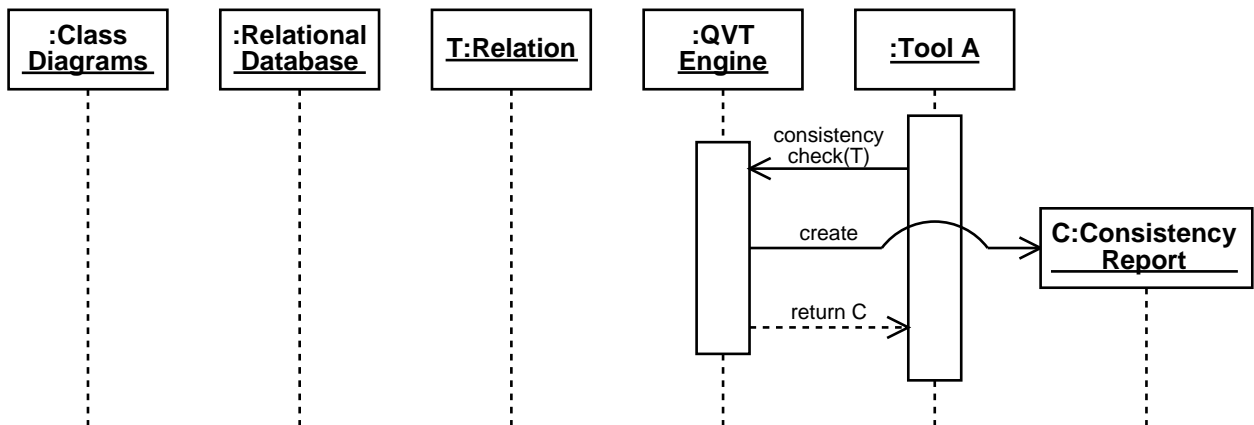 :Class
Diagrams
:Relational
Database
T:Relation
:QVT
Engine
:Tool A
consistency
check(T)
create
C:Consistency
Report
return C